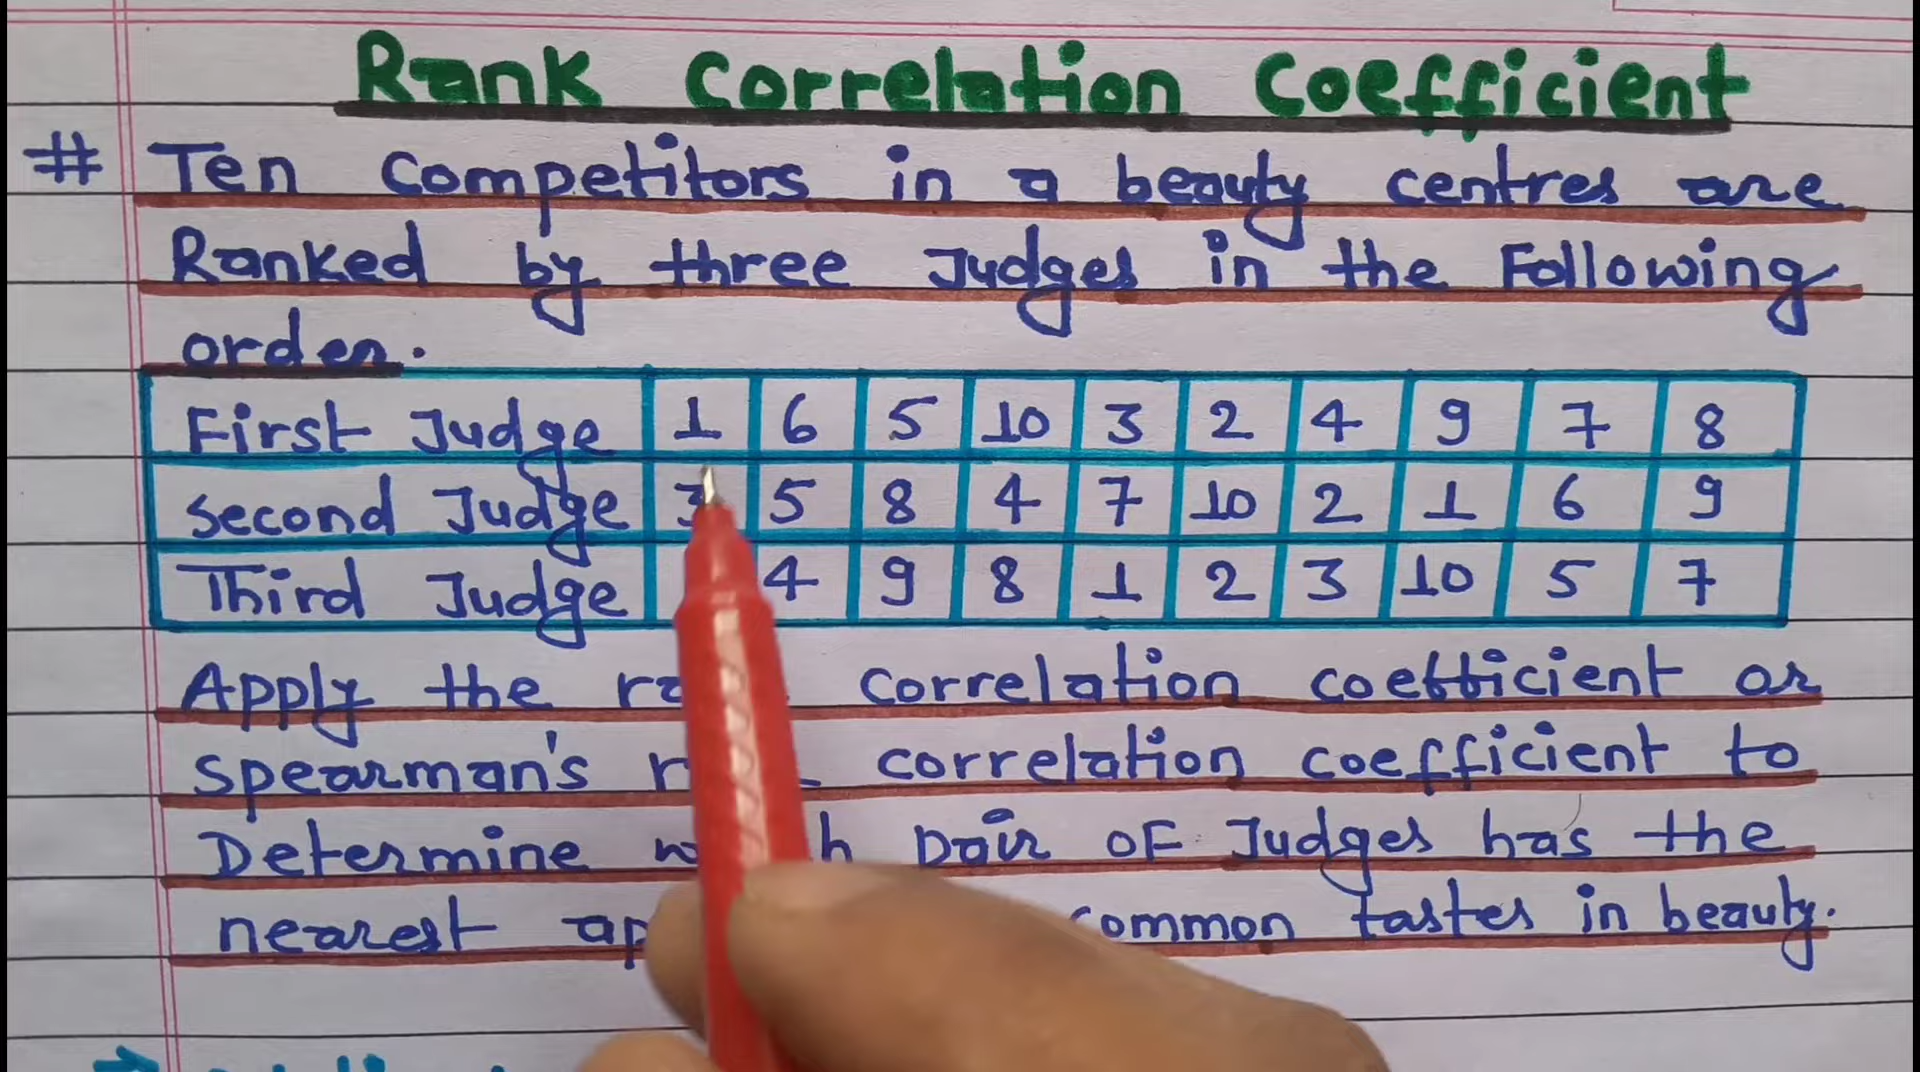 Rank Correlation Coefficient
# Ten Competitors in a beauty centres are
Ranked by three Judges in the Following
order.
First Judge 1 6 5 10 3 2 4 9 7 8
Second Judge 3 5 8 4 7 10 2 1 6 9
Third Judge 4 9 8 1 2 3 10 5 7
Apply the correlation coefficient or
Spearman's correlation coefficient to
Determine pair of Judges has the
nearest common tastes in beauty.